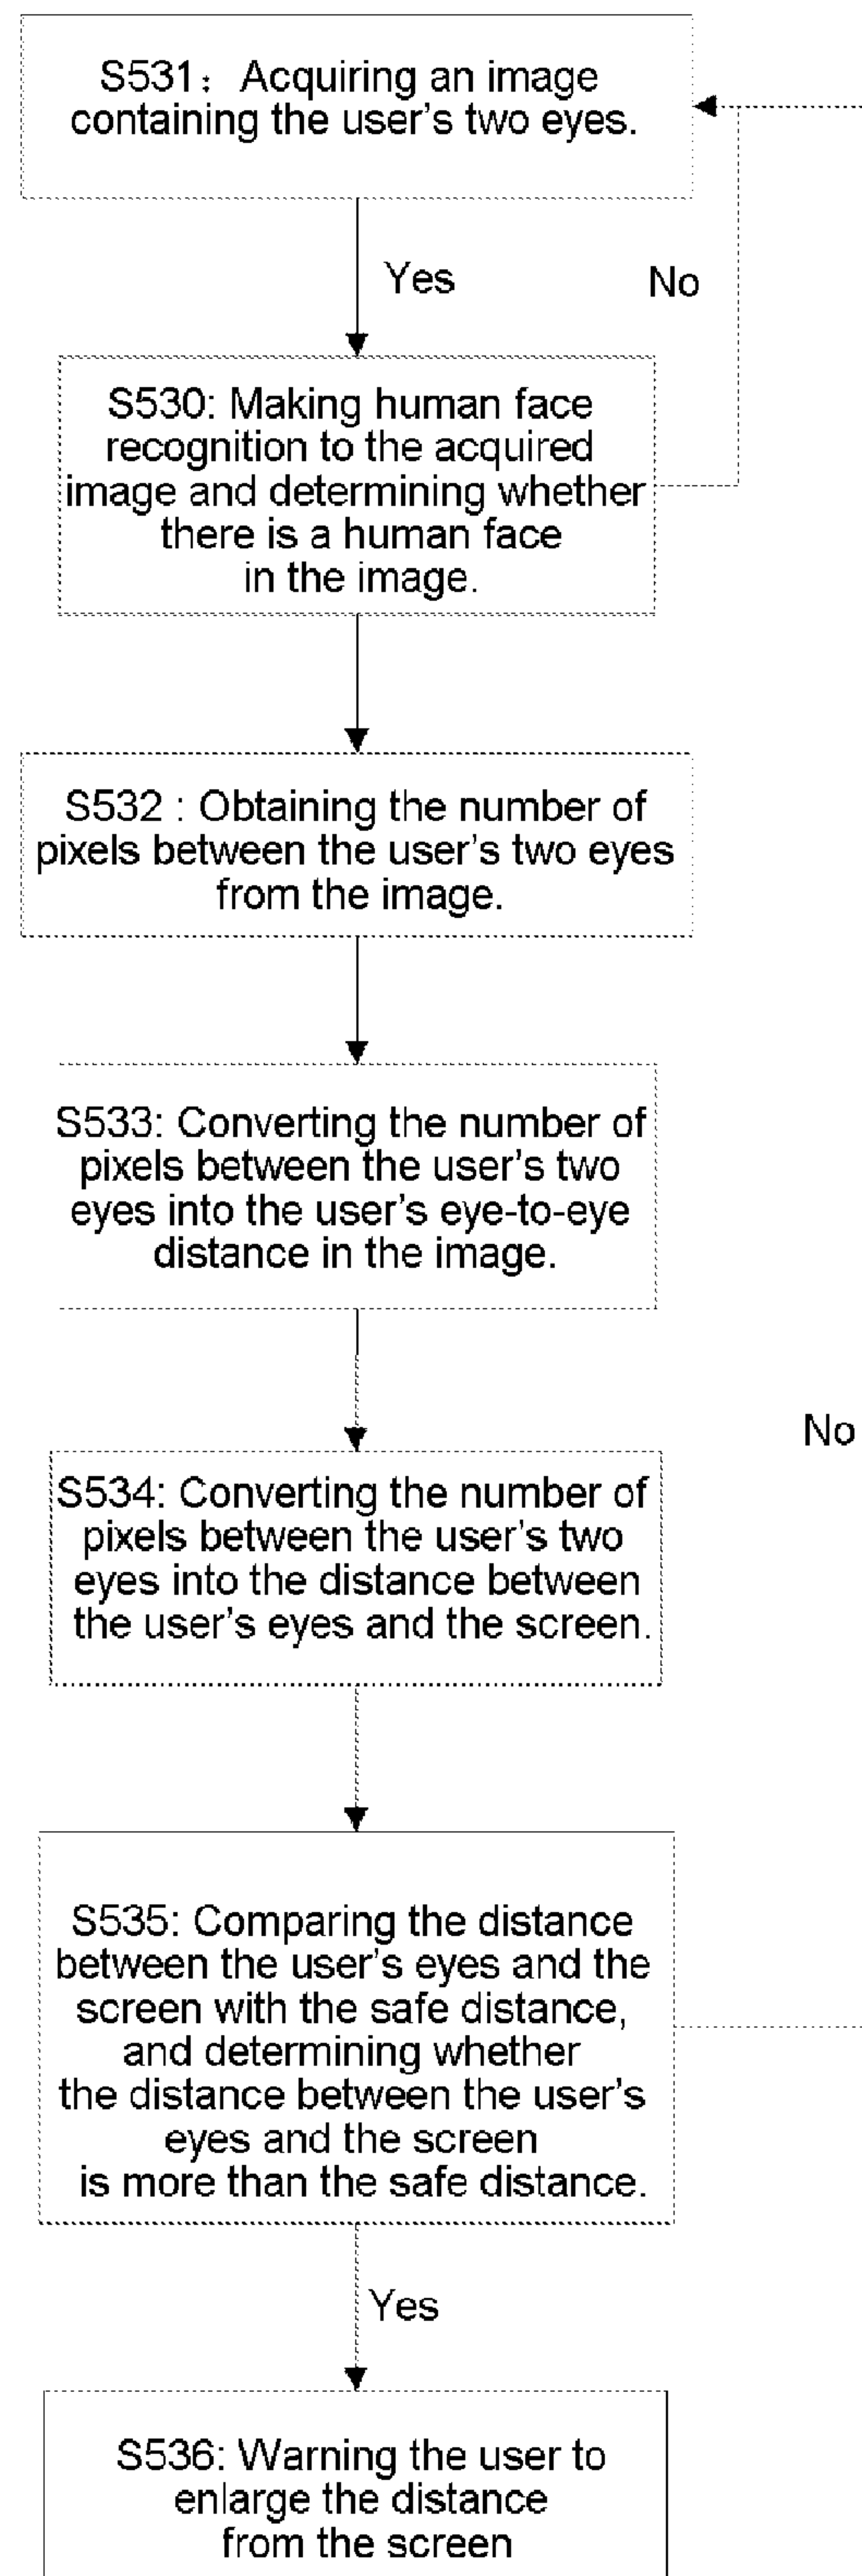 S531：Acquiring an image
containing the user's two eyes.
Yes
No
S530: Making human face
recognition to the acquired
image and determining whether
there is a human face
in the image.
S532 : Obtaining the number of
pixels between the user's two eyes
from the image.
S533: Converting the number of
pixels between the user's two
eyes into the user's eye-to-eye
distance in the image.
No
S534: Converting the number of
pixels between the user's two
eyes into the distance between
the user's eyes and the screen.
S535: Comparing the distance
between the user's eyes and the
screen with the safe distance,
and determining whether
the distance between the user's
eyes and the screen
is more than the safe distance.
Yes
S536: Warning the user to
enlarge the distance
from the screen